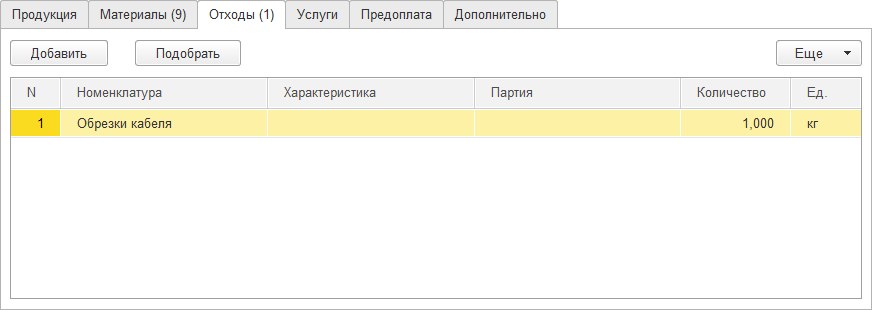 Продукция Материалы (9) Отходы (1) Услуги Предоплата Дополнительно
Добавить Подобрать Еще
N Номенклатура Характеристика Партия Количество Ед.
1 Обрезки кабеля 1,000 кг